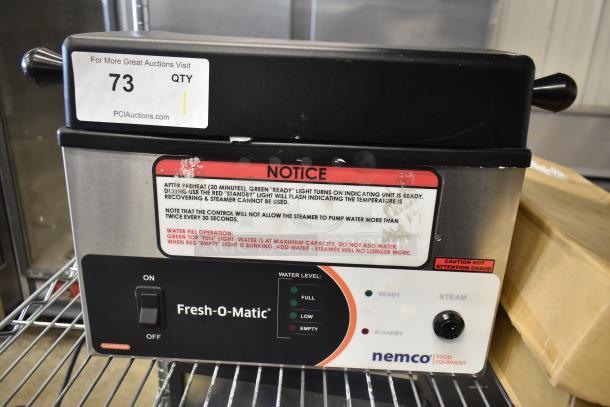 For More Great Auctions Visit
73 QTY
1
PCIAuctions.com
NOTICE
AFTER PREHEAT (20 MINUTES), GREEN "READY" LIGHT TURNS ON INDICATING UNIT IS READY.
DURING USE THE RED "STANDBY" LIGHT WILL FLASH INDICATING THE TEMPERATURE IS
RECOVERING & STEAMER CANNOT BE USED.
NOTE THAT THE CONTROL WILL NOT ALLOW THE STEAMER TO PUMP WATER MORE THAN
TWICE EVERY 30 SECONDS.
WATER FILL OPERATION:
GREEN TOP "FULL" LIGHT- WATER IS AT MAXIMUM CAPACITY, DO NOT ADD WATER
WHEN RED "EMPTY" LIGHT IS BLINKING, ADD WATER - STEAMER WILL NO LONGER WORK.
CAUTION HOT
ATTENTION CHAUD
ON
OFF
Fresh-O-Matic®
WATER LEVEL:
FULL
LOW
EMPTY
READY
STANDBY
STEAM
nemco® FOOD
EQUIPMENT